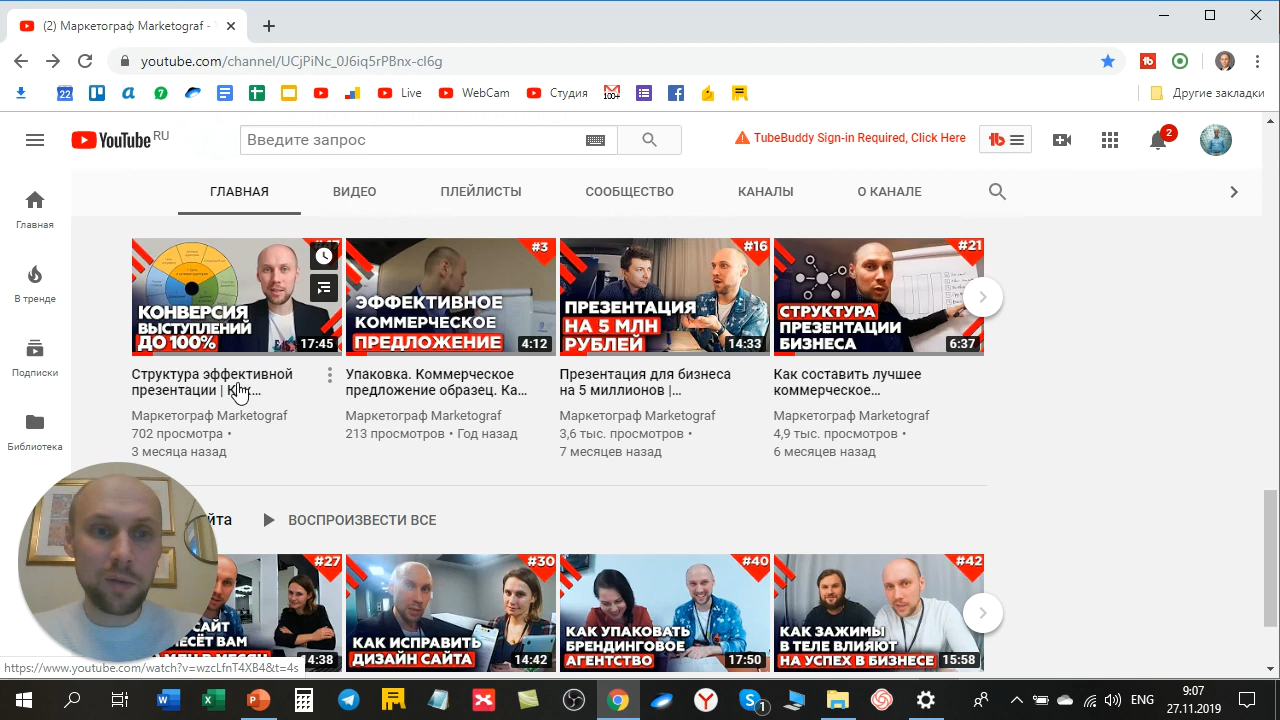 (2) Маркетограф Marketograf -
youtube.com/channel/UCjPiNc_0J6iq5rPBnx-cl6g
22
7
Live
WebCam
Студия
100+
Другие закладки
YouTube RU
Введите запрос
TubeBuddy Sign-in Required, Click Here
tb
2
ГЛАВНАЯ
ВИДЕО
ПЛЕЙЛИСТЫ
СООБЩЕСТВО
КАНАЛЫ
О КАНАЛЕ
Главная
В тренде
Подписки
Библиотека
КОНВЕРСИЯ
ВЫСТУПЛЕНИЙ
ДО 100%
17:45
Структура эффективной
презентации |
Маркетограф Marketograf
702 просмотра •
3 месяца назад
#3
ЭФФЕКТИВНОЕ
КОММЕРЧЕСКОЕ
ПРЕДЛОЖЕНИЕ
4:12
Упаковка. Коммерческое
предложение образец. Ка...
Маркетограф Marketograf
213 просмотров • Год назад
#16
ПРЕЗЕНТАЦИЯ
НА 5 МЛН
РУБЛЕЙ
14:33
Презентация для бизнеса
на 5 миллионов |...
Маркетограф Marketograf
3,6 тыс. просмотров •
7 месяцев назад
#21
СТРУКТУРА
ПРЕЗЕНТАЦИИ
БИЗНЕСА
6:37
Как составить лучшее
коммерческое...
Маркетограф Marketograf
4,9 тыс. просмотров •
6 месяцев назад
ВОСПРОИЗВЕСТИ ВСЕ
#27
САЙТ
4:38
#30
КАК ИСПРАВИТЬ
ДИЗАЙН САЙТА
14:42
#40
КАК УПАКОВАТЬ
БРЕНДИНГОВОЕ
АГЕНТСТВО
17:50
#42
КАК ЗАЖИМЫ
В ТЕЛЕ ВЛИЯЮТ
НА УСПЕХ В БИЗНЕСЕ
15:58
https://www.youtube.com/watch?v=wzcLfnT4XB4&t=4s
ENG
9:07
27.11.2019